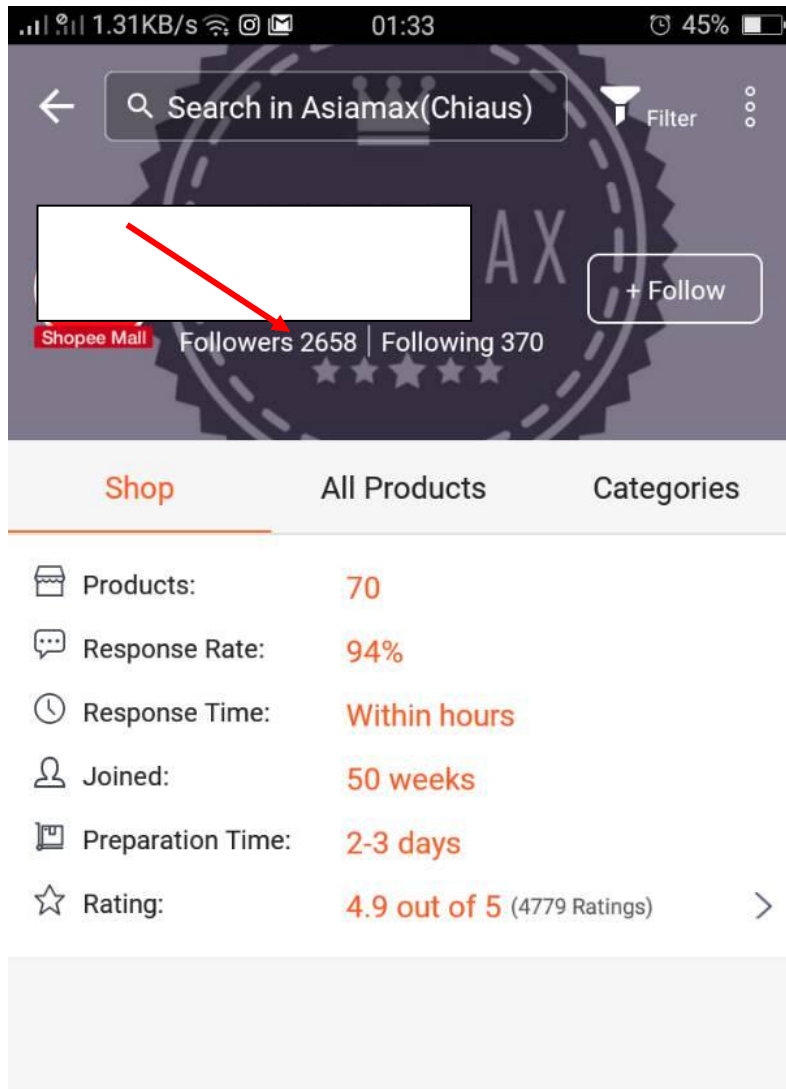 1.31KB/s 01:33 45%
Search in Asiamax(Chiaus) Filter
AX
+ Follow
Shopee Mall Followers 2658 | Following 370
Shop All Products Categories
Products: 70
Response Rate: 94%
Response Time: Within hours
Joined: 50 weeks
Preparation Time: 2-3 days
Rating: 4.9 out of 5 (4779 Ratings)